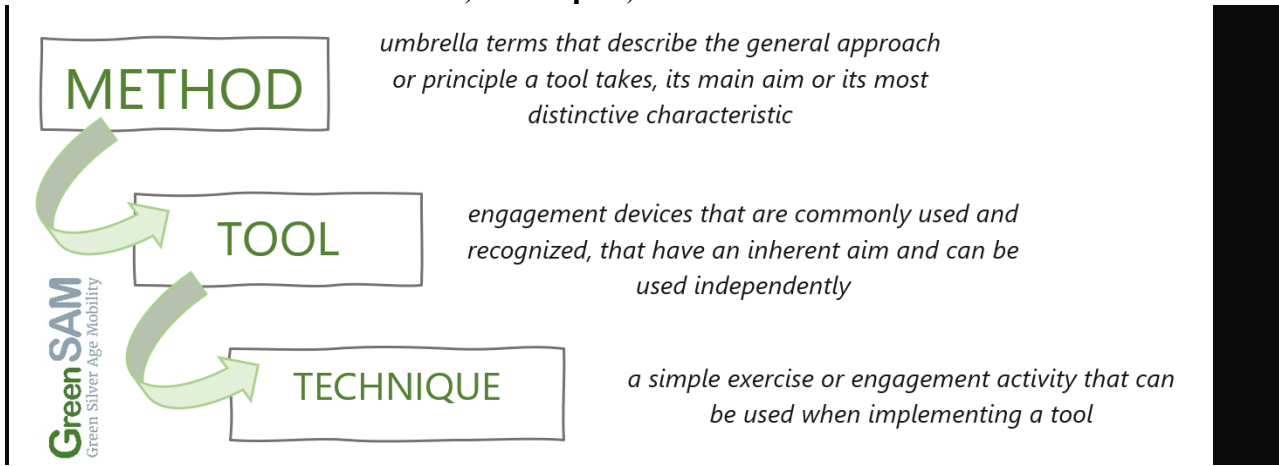 METHOD
umbrella terms that describe the general approach
or principle a tool takes, its main aim or its most
distinctive characteristic
TOOL
engagement devices that are commonly used and
recognized, that have an inherent aim and can be
used independently
TECHNIQUE
a simple exercise or engagement activity that can
be used when implementing a tool
Green SAM
Green Silver Age Mobility